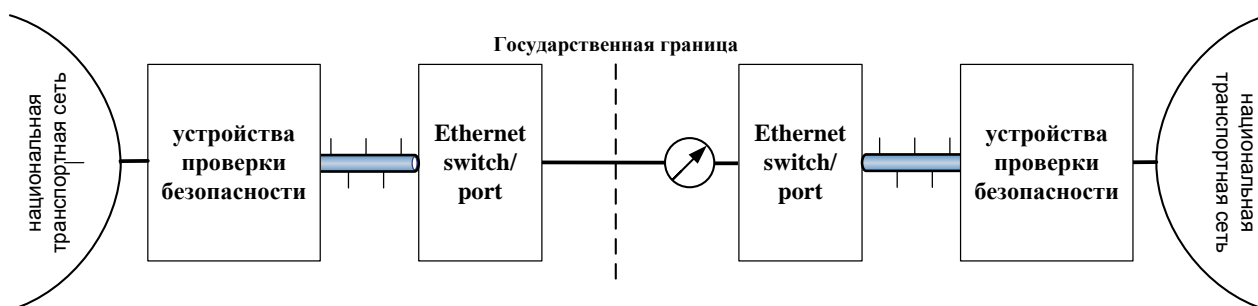 Государственная граница
национальная
транспортная сеть
устройства
проверки
безопасности
Ethernet
switch/
port
Ethernet
switch/
port
устройства
проверки
безопасности
национальная
транспортная сеть